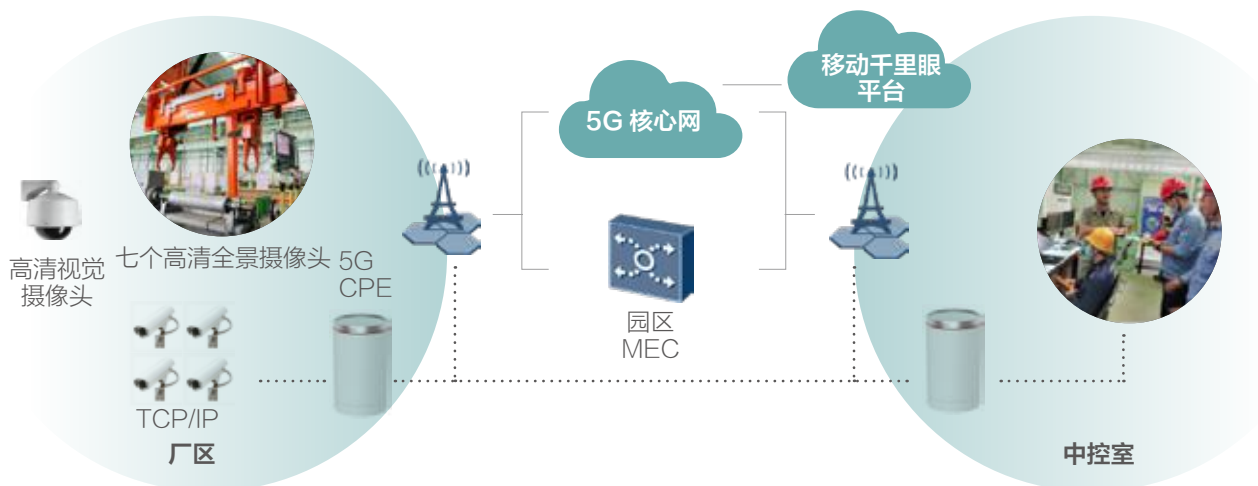 移动千里眼
平台
5G 核心网
高清视觉
摄像头
七个高清全景摄像头
5G
CPE
园区
MEC
TCP/IP
厂区
中控室